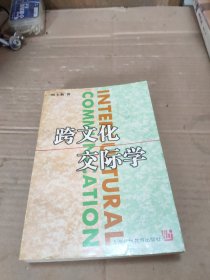 INTERCULTURAL
COMMUNICATION
跨文化
交际学